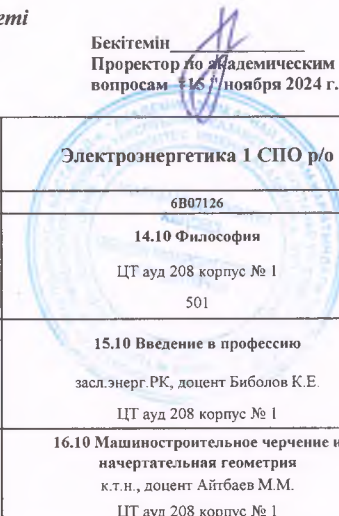 еті
Бекітемін
Проректор по академическим
вопросам "15" ноября 2024 г.
Электроэнергетика 1 СПО р/о
6В07126
14.10 Философия
ЦТ ауд 208 корпус № 1
501
15.10 Введение в профессию
засл.энерг.РК, доцент Биболов К.Е.
ЦТ ауд 208 корпус № 1
16.10 Машиностроительное черчение и
начертательная геометрия
к.т.н., доцент Айтбаев М.М.
ЦТ ауд 208 корпус № 1